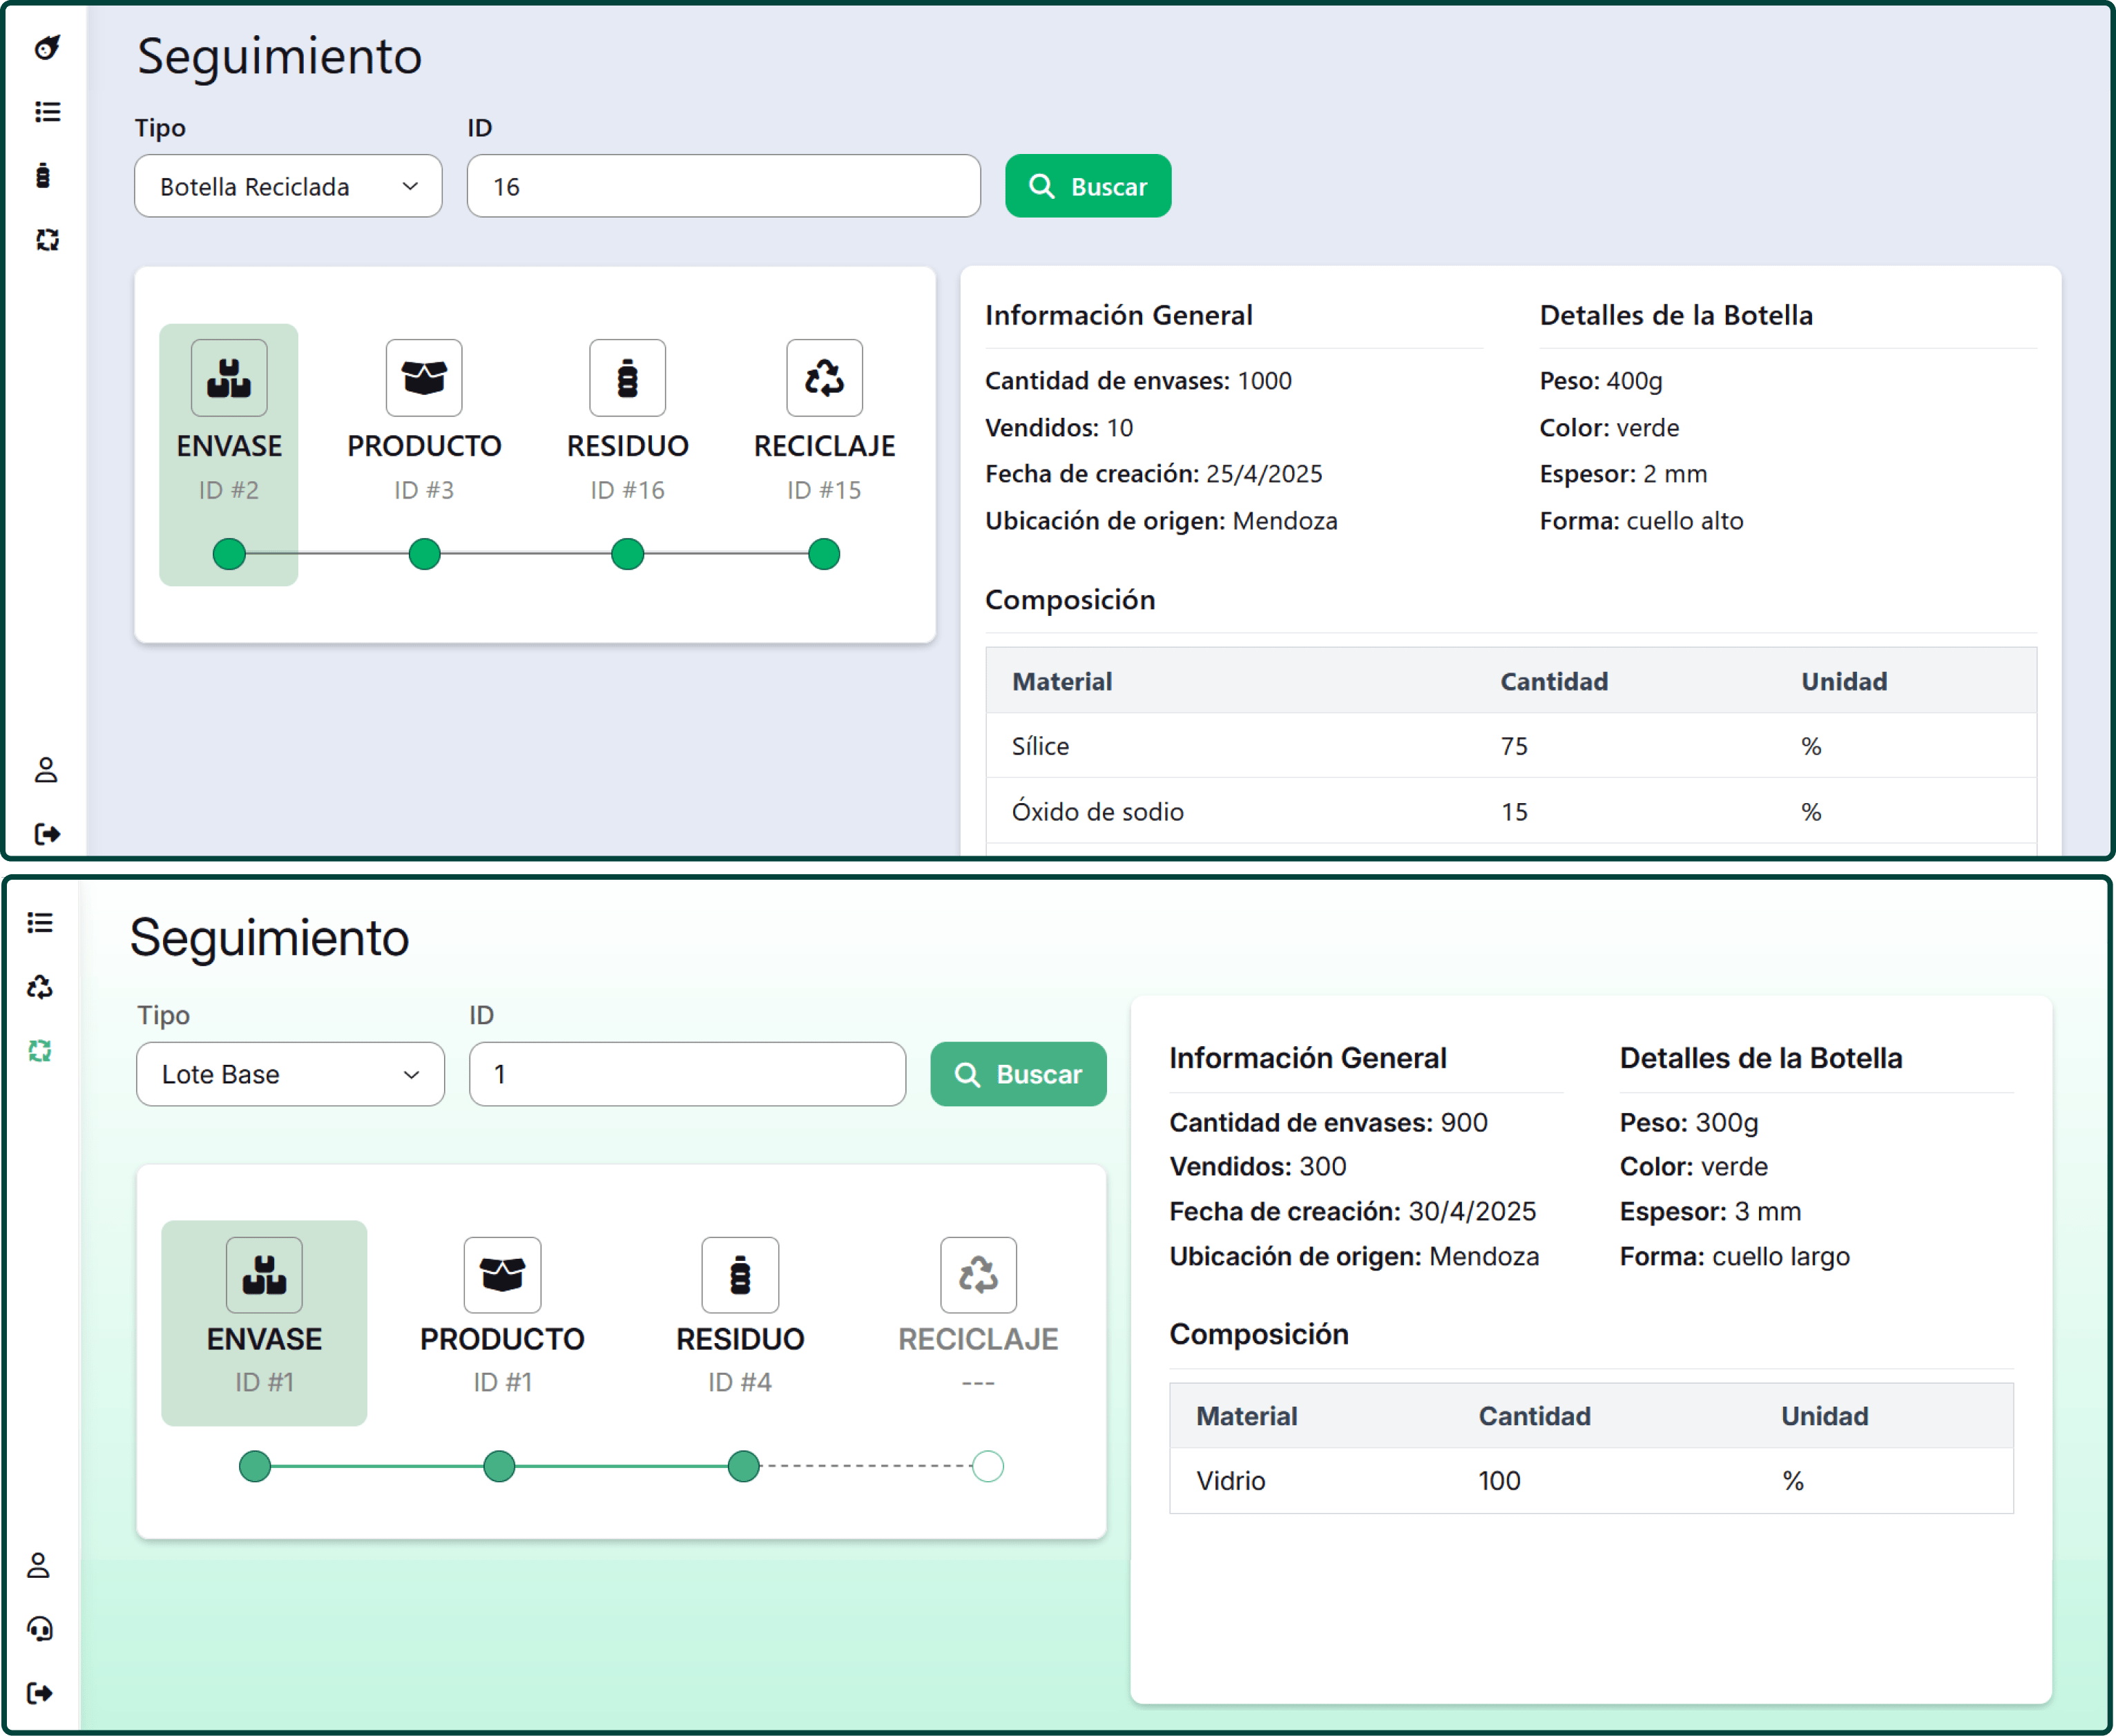 Seguimiento
Tipo
ID
Botella Reciclada
16
Buscar
ENVASE
ID #2
PRODUCTO
ID #3
RESIDUO
ID #16
RECICLAJE
ID #15
Información General
Cantidad de envases: 1000
Vendidos: 10
Fecha de creación: 25/4/2025
Ubicación de origen: Mendoza
Detalles de la Botella
Peso: 400g
Color: verde
Espesor: 2 mm
Forma: cuello alto
Composición
Material Cantidad Unidad
Sílice 75 %
Óxido de sodio 15 %
Seguimiento
Tipo
ID
Lote Base
1
Buscar
ENVASE
ID #1
PRODUCTO
ID #1
RESIDUO
ID #4
RECICLAJE
---
Información General
Cantidad de envases: 900
Vendidos: 300
Fecha de creación: 30/4/2025
Ubicación de origen: Mendoza
Detalles de la Botella
Peso: 300g
Color: verde
Espesor: 3 mm
Forma: cuello largo
Composición
Material Cantidad Unidad
Vidrio 100 %